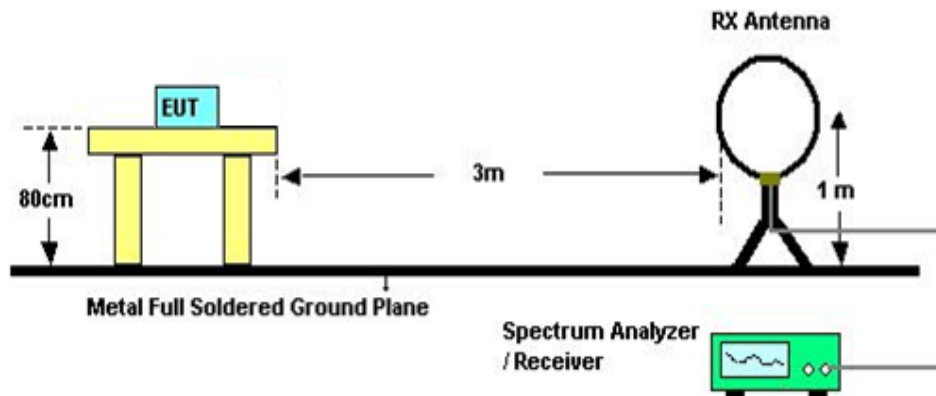 RX Antenna
EUT
3m
80cm
1 m
Metal Full Soldered Ground Plane
Spectrum Analyzer
/ Receiver